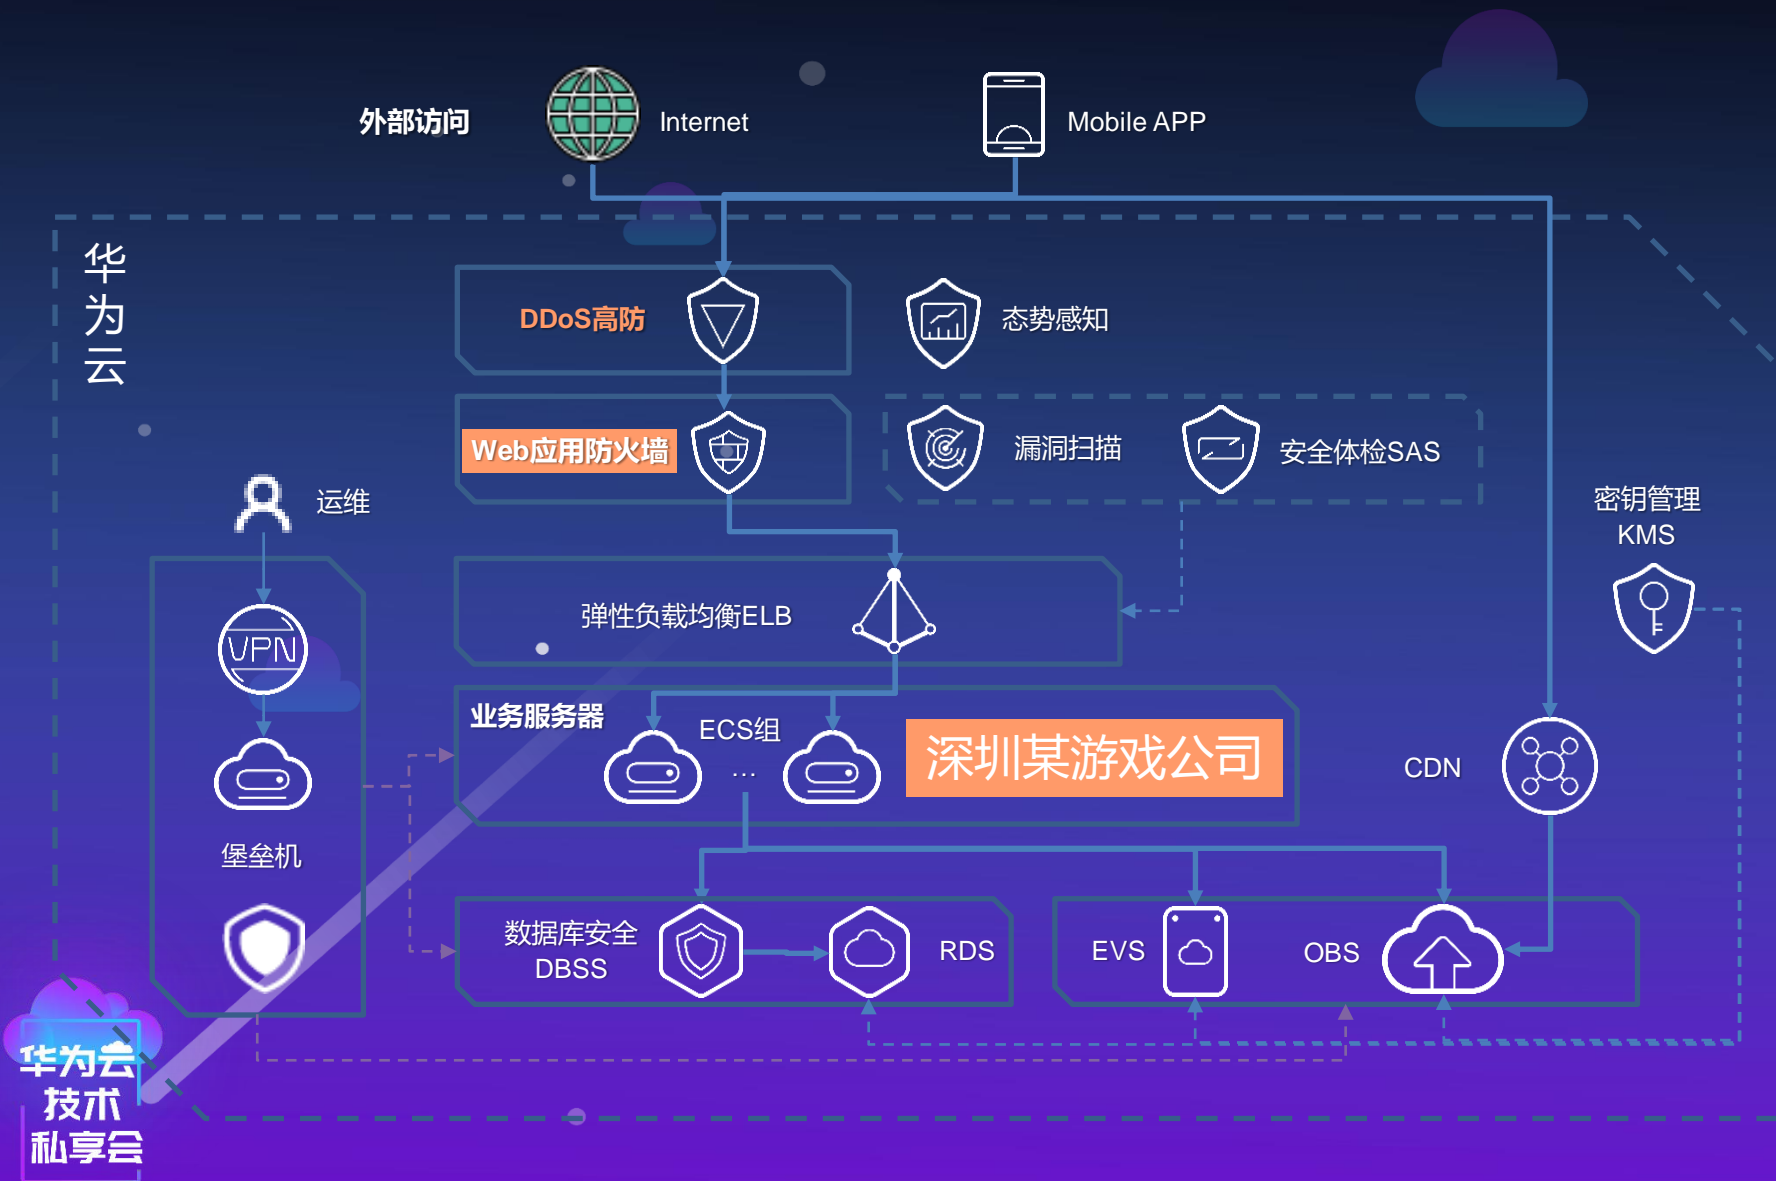 外部访问
Internet
Mobile APP
华
为
云
DDoS高防
态势感知
Web应用防火墙
漏洞扫描
安全体检SAS
运维
密钥管理
KMS
VPN
弹性负载均衡ELB
业务服务器
ECS组
...
深圳某游戏公司
CDN
堡垒机
数据库安全
DBSS
RDS
EVS
OBS
华为云
技术
私享会